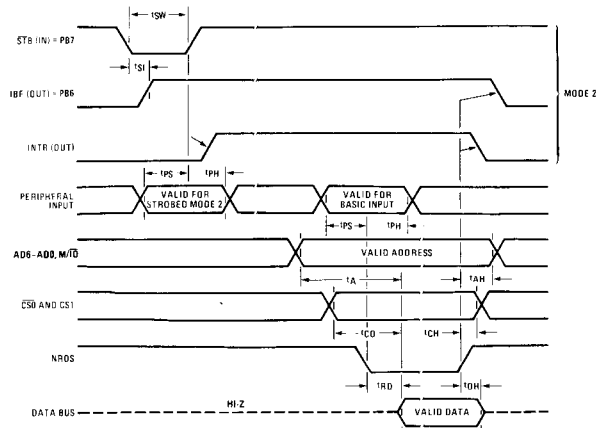 tSW
STB (IN) = PB7
tSI
IBF (OUT) = PB6
MODE 2
INTR (OUT)
tPS
tPH
PERIPHERAL
INPUT
VALID FOR
STROBED MODE 2
VALID FOR
BASIC INPUT
tPS
tPH
AD6-AD0, M/IO
VALID ADDRESS
tA
tAH
CS0 AND CS1
tCO
tCH
NRDS
tRD
tDH
DATA BUS
HI-Z
VALID DATA